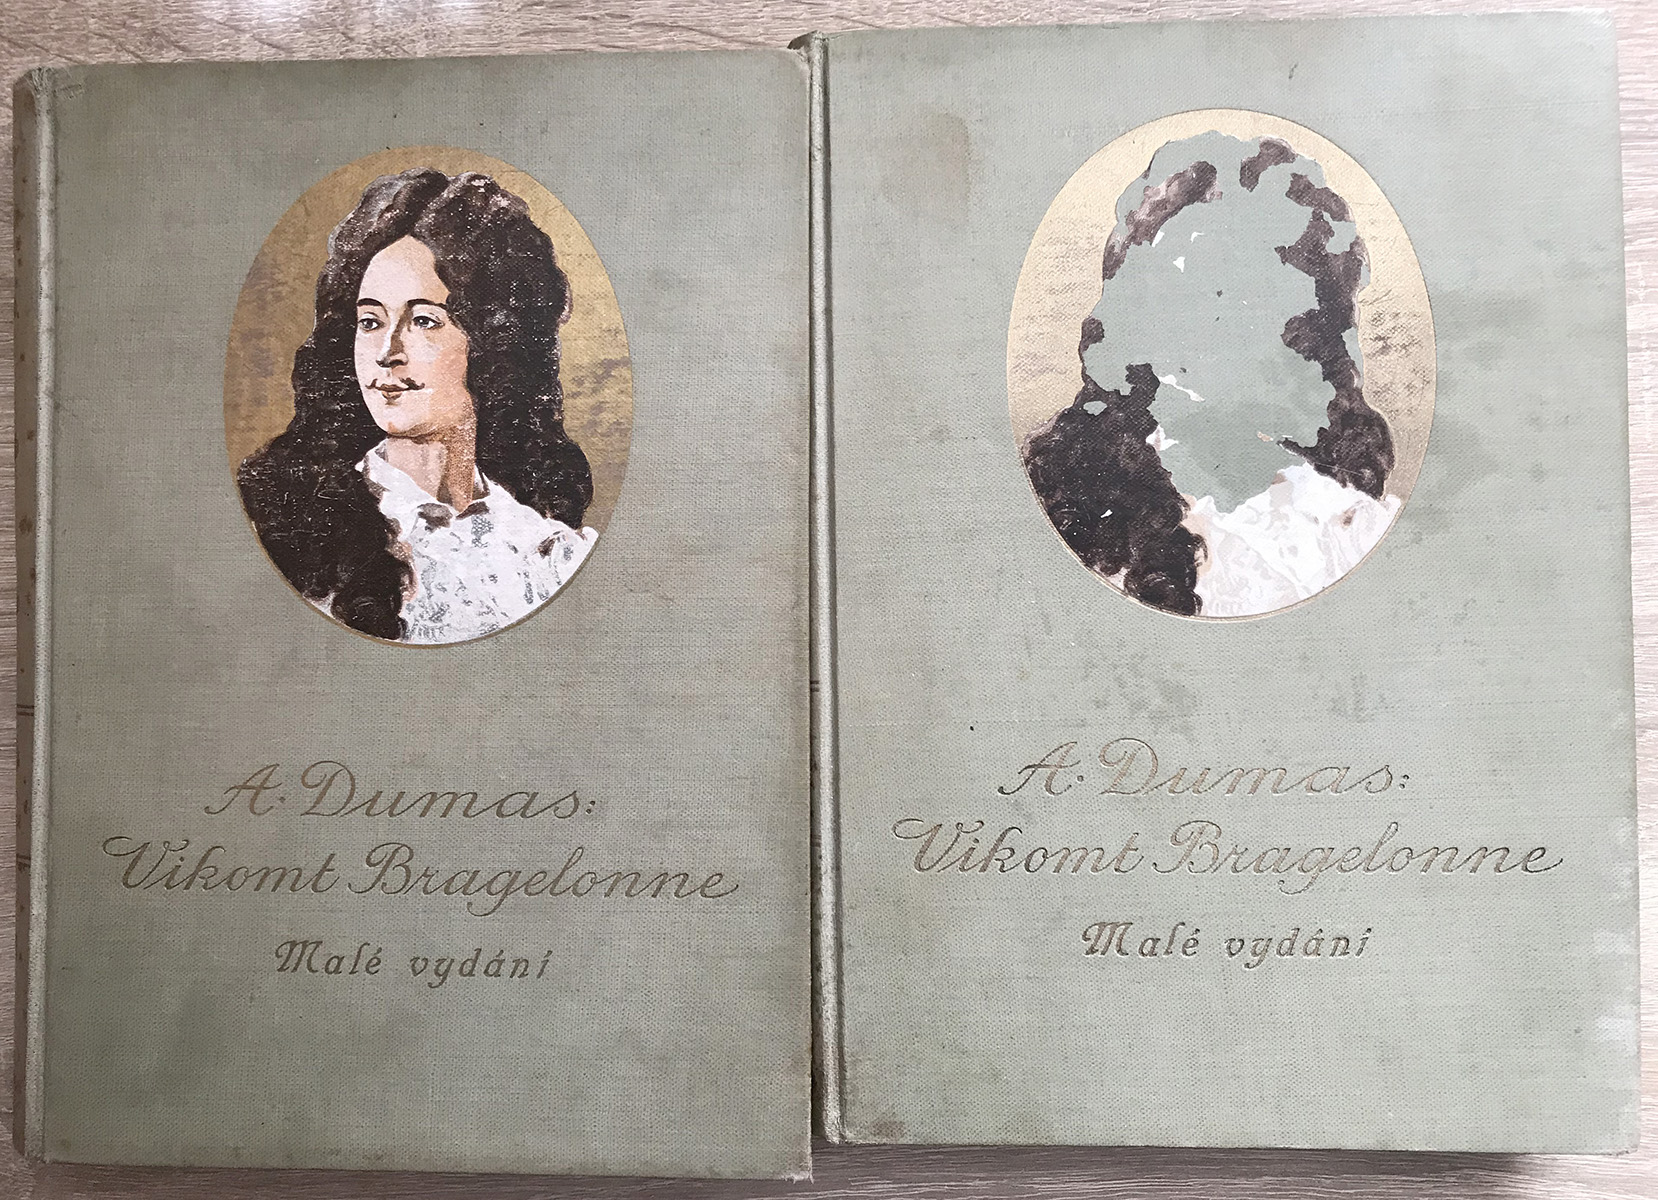 A. Dumas:
Vikomt Bragelonne
Malé vydání
A. Dumas:
Vikomt Bragelonne
Malé vydání